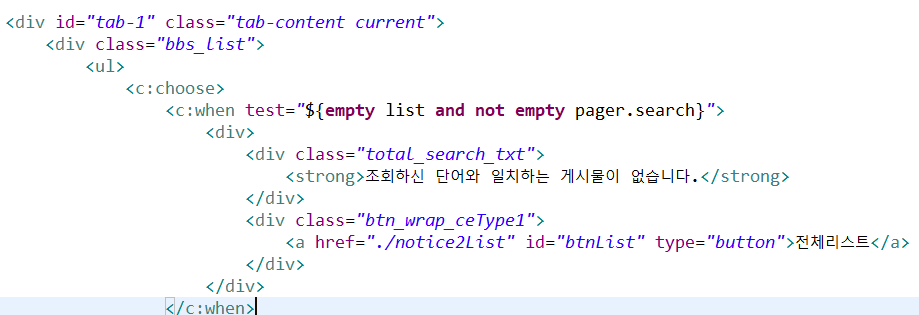 <div id="tab-1" class="tab-content current">
<div class="bbs_list">
<ul>
<c:choose>
<c:when test="${empty list and not empty pager.search}">
<div>
<div class="total_search_txt">
<strong>조회하신 단어와 일치하는 게시물이 없습니다.</strong>
</div>
<div class="btn_wrap_ceType1">
<a href="./notice2List" id="btnList" type="button">전체리스트</a>
</div>
</div>
</c:when>